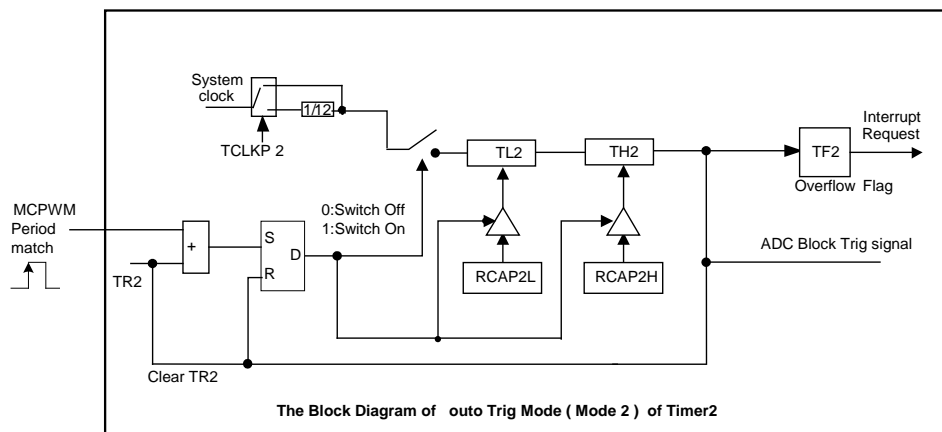 System
clock
1/12
TCLKP 2
TL2
TH2
TF2
Interrupt
Request
Overflow Flag
MCPWM
Period
match
0:Switch Off
1:Switch On
+
S
D
R
RCAP2L
RCAP2H
ADC Block Trig signal
TR2
Clear TR2
The Block Diagram of outo Trig Mode ( Mode 2 ) of Timer2